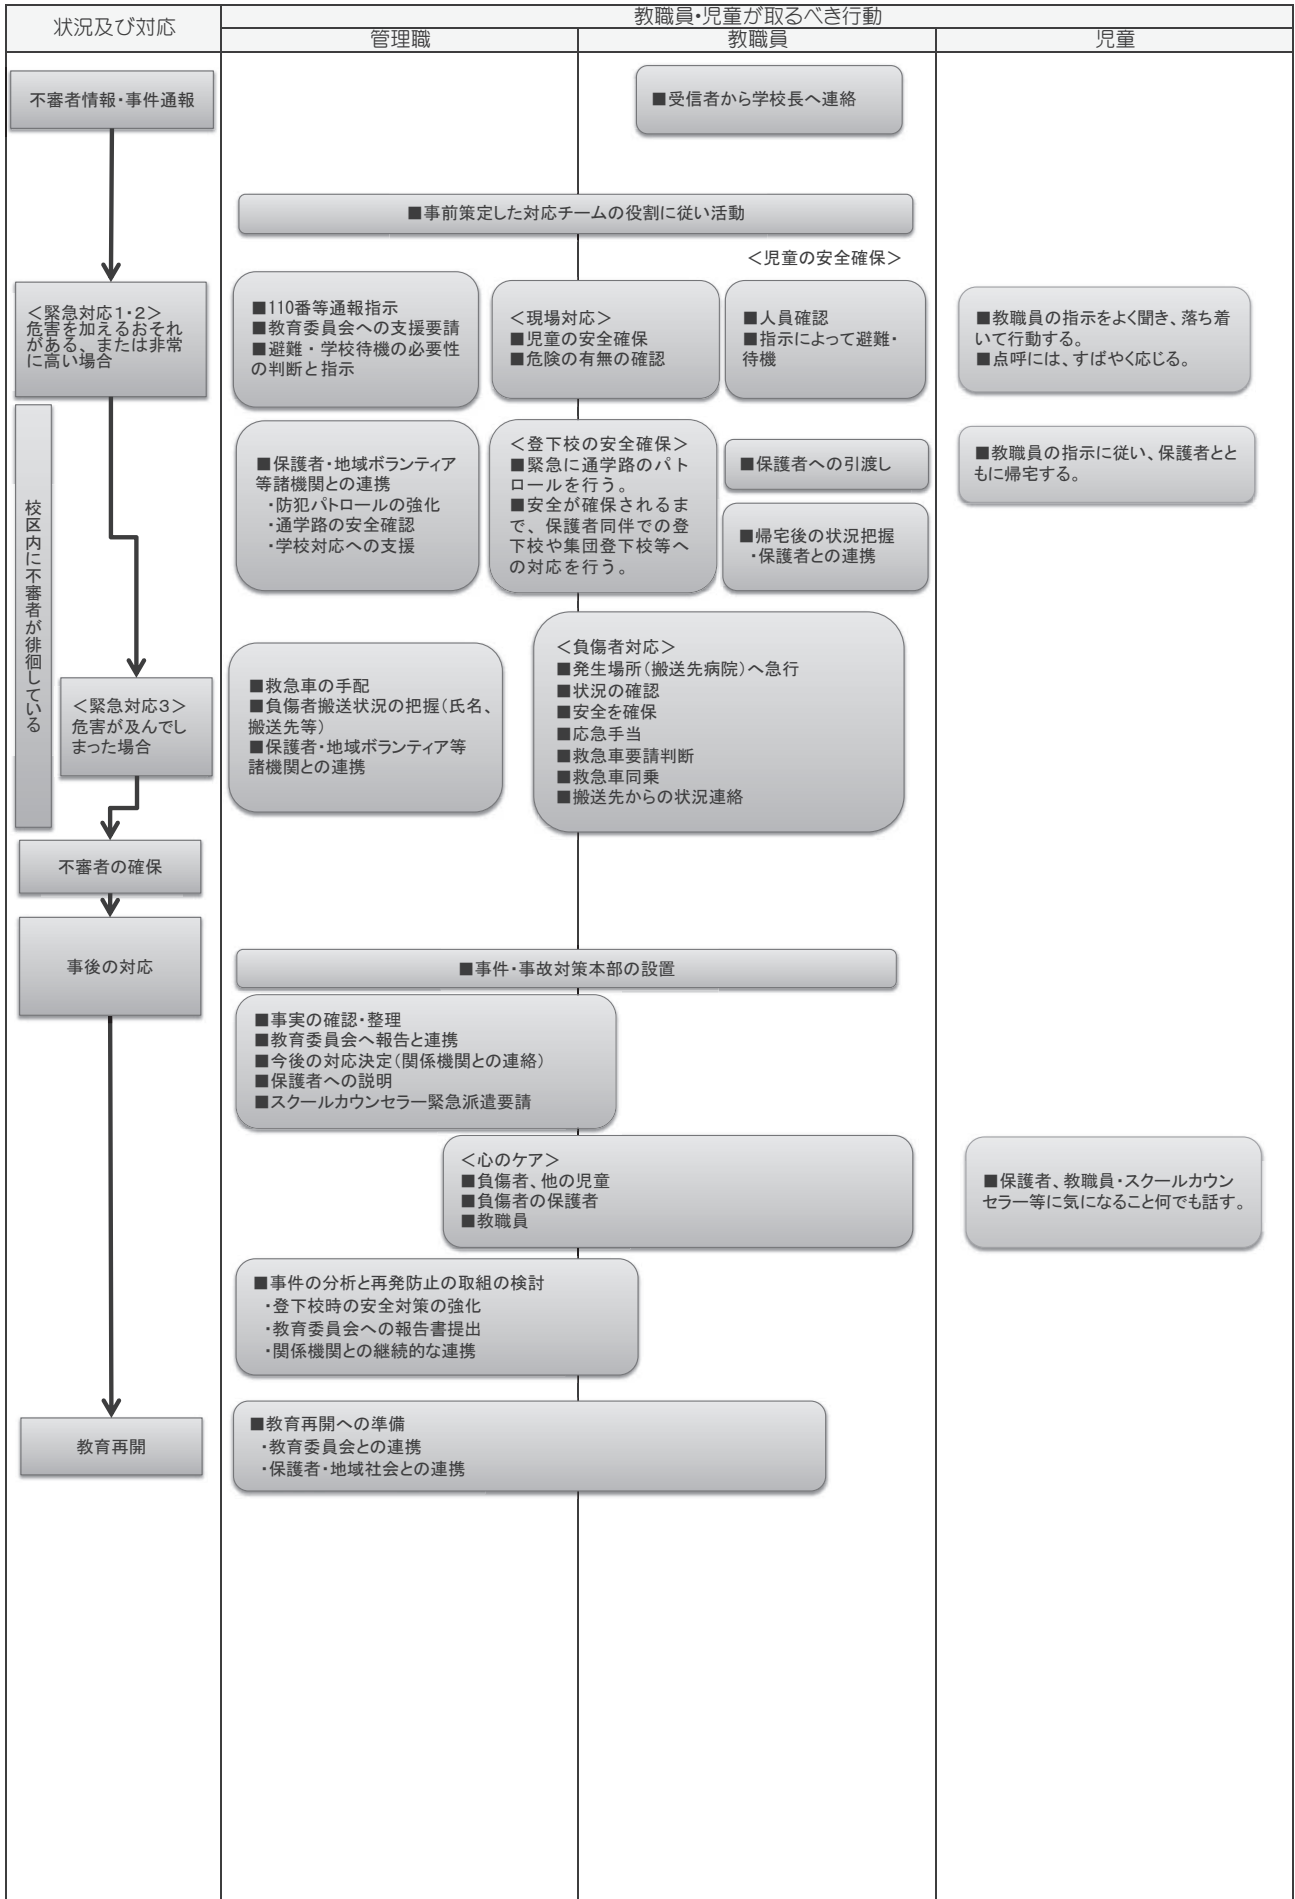 状況及び対応
教職員・児童が取るべき行動
管理職
教職員
児童
不審者情報・事件通報
■受信者から学校長へ連絡
■事前策定した対応チームの役割に従い活動
＜児童の安全確保＞
＜緊急対応１・２＞
危害を加えるおそれ
がある、または非常
に高い場合
■110番等通報指示
■教育委員会への支援要請
■避難・学校待機の必要性
の判断と指示
＜現場対応＞
■児童の安全確保
■危険の有無の確認
■人員確認
■指示によって避難・
待機
■教職員の指示をよく聞き、落ち着
いて行動する。
■点呼には、すばやく応じる。
校区内に不審者が徘徊している
■保護者・地域ボランティア
等諸機関との連携
・防犯パトロールの強化
・通学路の安全確認
・学校対応への支援
＜登下校の安全確保＞
■緊急に通学路のパト
ロールを行う。
■安全が確保されるま
で、保護者同伴での登
下校や集団登下校等へ
の対応を行う。
■保護者への引渡し
■帰宅後の状況把握
・保護者との連携
■教職員の指示に従い、保護者とと
もに帰宅する。
＜緊急対応３＞
危害が及んでし
まった場合
■救急車の手配
■負傷者搬送状況の把握（氏名、
搬送先等）
■保護者・地域ボランティア等
諸機関との連携
＜負傷者対応＞
■発生場所（搬送先病院）へ急行
■状況の確認
■安全を確保
■応急手当
■救急車要請判断
■救急車同乗
■搬送先からの状況連絡
不審者の確保
事後の対応
■事件・事故対策本部の設置
■事実の確認・整理
■教育委員会へ報告と連携
■今後の対応決定（関係機関との連絡）
■保護者への説明
■スクールカウンセラー緊急派遣要請
＜心のケア＞
■負傷者、他の児童
■負傷者の保護者
■教職員
■保護者、教職員・スクールカウン
セラー等に気になること何でも話す。
■事件の分析と再発防止の取組の検討
・登下校時の安全対策の強化
・教育委員会への報告書提出
・関係機関との継続的な連携
教育再開
■教育再開への準備
・教育委員会との連携
・保護者・地域社会との連携